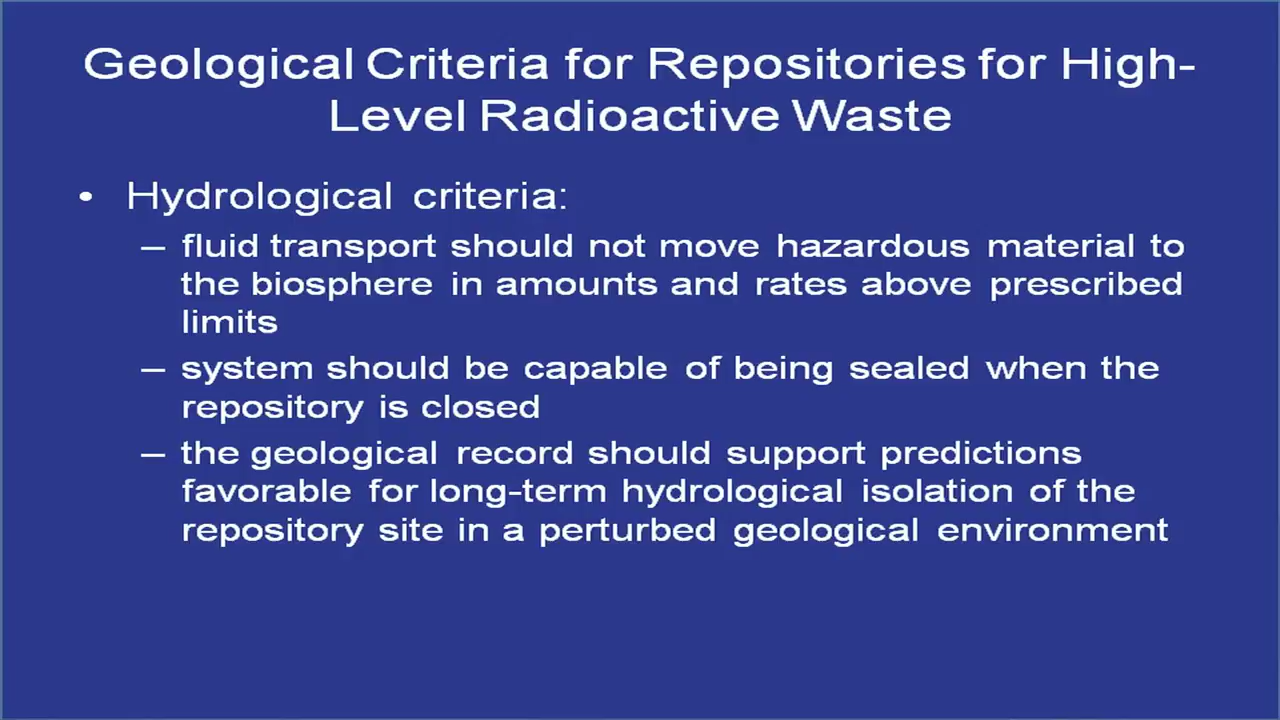 Geological Criteria for Repositories for High-
Level Radioactive Waste
• Hydrological criteria:
– fluid transport should not move hazardous material to
the biosphere in amounts and rates above prescribed
limits
– system should be capable of being sealed when the
repository is closed
– the geological record should support predictions
favorable for long-term hydrological isolation of the
repository site in a perturbed geological environment